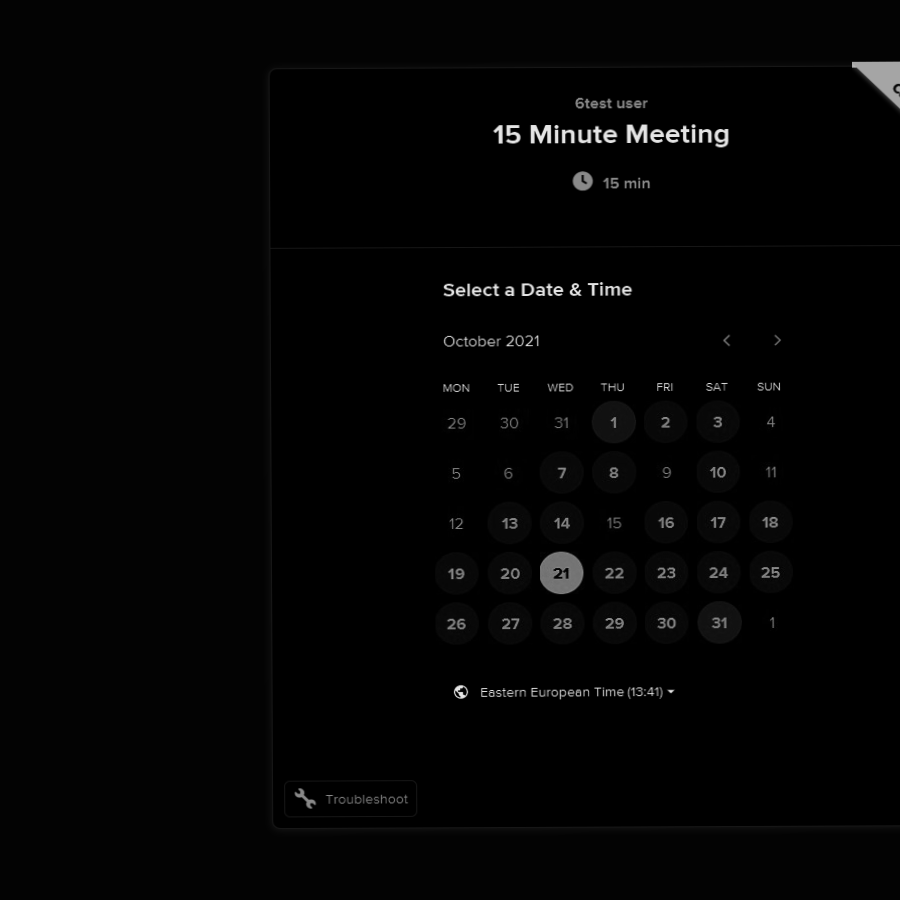 6test user
15 Minute Meeting
15 min
Select a Date & Time
October 2021
MON TUE WED THU FRI SAT SUN
29 30 31 1 2 3 4
5 6 7 8 9 10 11
12 13 14 15 16 17 18
19 20 21 22 23 24 25
26 27 28 29 30 31 1
Eastern European Time (13:41)
Troubleshoot